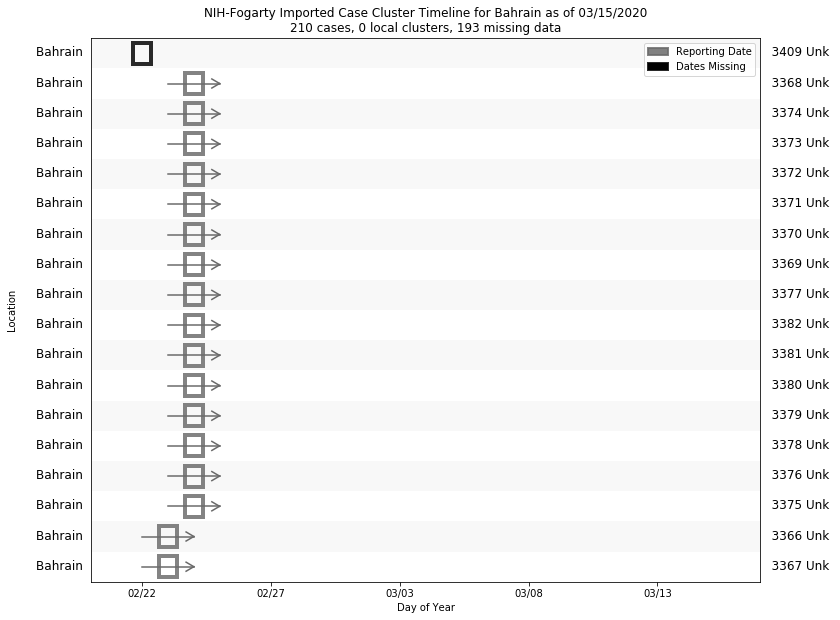 NIH-Fogarty Imported Case Cluster Timeline for Bahrain as of 03/15/2020
210 cases, 0 local clusters, 193 missing data
Reporting Date
Dates Missing
Bahrain 3409 Unk
Bahrain 3368 Unk
Bahrain 3374 Unk
Bahrain 3373 Unk
Bahrain 3372 Unk
Bahrain 3371 Unk
Bahrain 3370 Unk
Bahrain 3369 Unk
Bahrain 3377 Unk
Bahrain 3382 Unk
Bahrain 3381 Unk
Bahrain 3380 Unk
Bahrain 3379 Unk
Bahrain 3378 Unk
Bahrain 3376 Unk
Bahrain 3375 Unk
Bahrain 3366 Unk
Bahrain 3367 Unk
Location
02/22 02/27 03/03 03/08 03/13
Day of Year